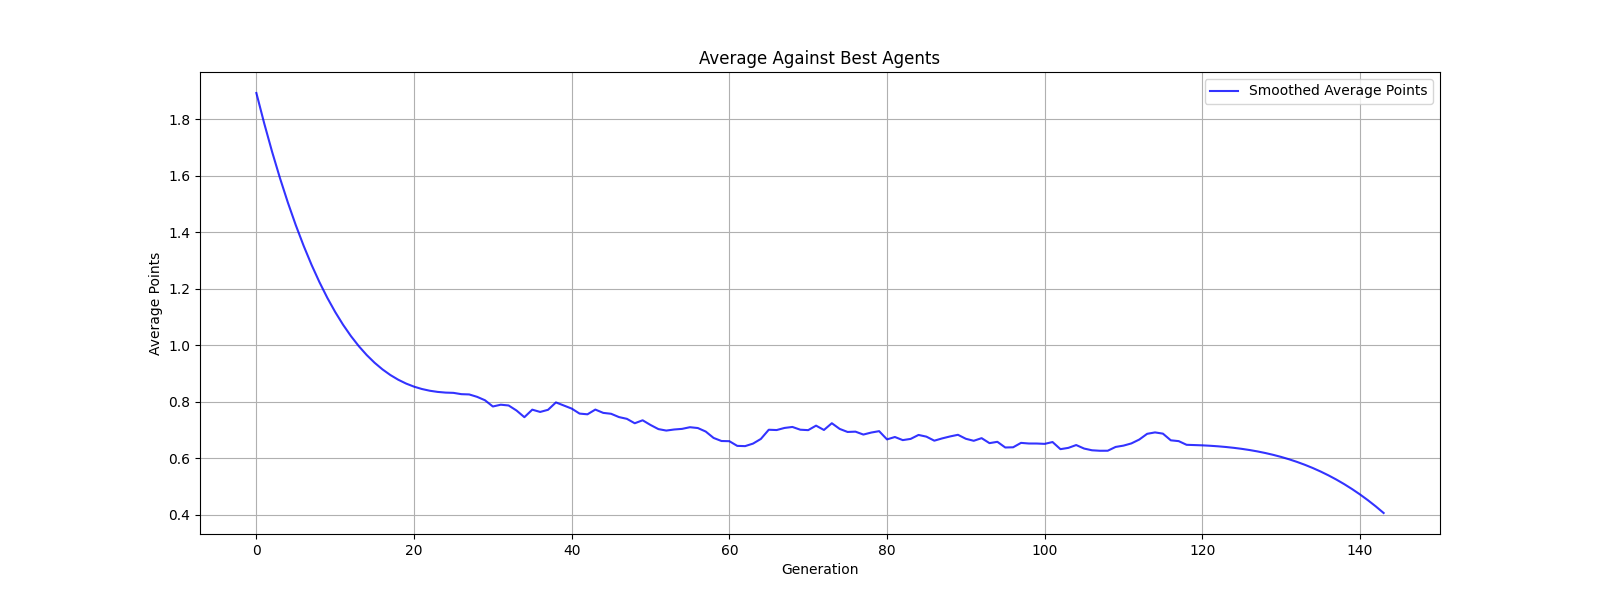 Average Against Best Agents
Smoothed Average Points
1.8
1.6
1.4
1.2
1.0
0.8
0.6
0.4
Average Points
0 20 40 60 80 100 120 140
Generation